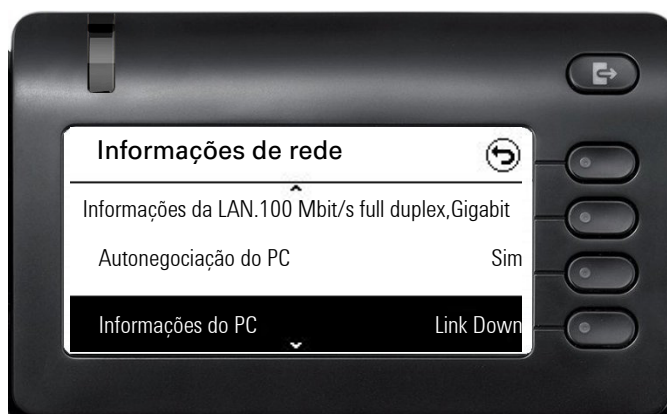 Informações de rede
Informações da LAN.100 Mbit/s full duplex,Gigabit
Autonegociação do PC Sim
Informações do PC Link Down